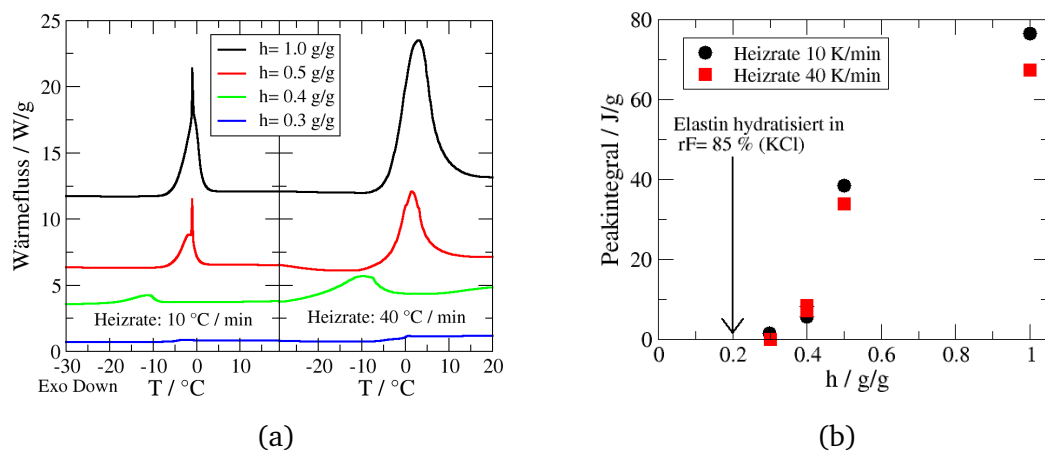 Wärmefluss / W/g
25
20
15
10
5
0
h= 1.0 g/g
h= 0.5 g/g
h= 0.4 g/g
h= 0.3 g/g
Heizrate: 10 °C / min
Heizrate: 40 °C / min
-30 -20 -10 0 10
-20 -10 0 10 20
Exo Down
T / °C
T / °C
(a)
Peakintegral / J/g
80
60
40
20
0
Heizrate 10 K/min
Heizrate 40 K/min
Elastin hydratisiert in
rF= 85 % (KCl)
0 0.2 0.4 0.6 0.8 1
h / g/g
(b)